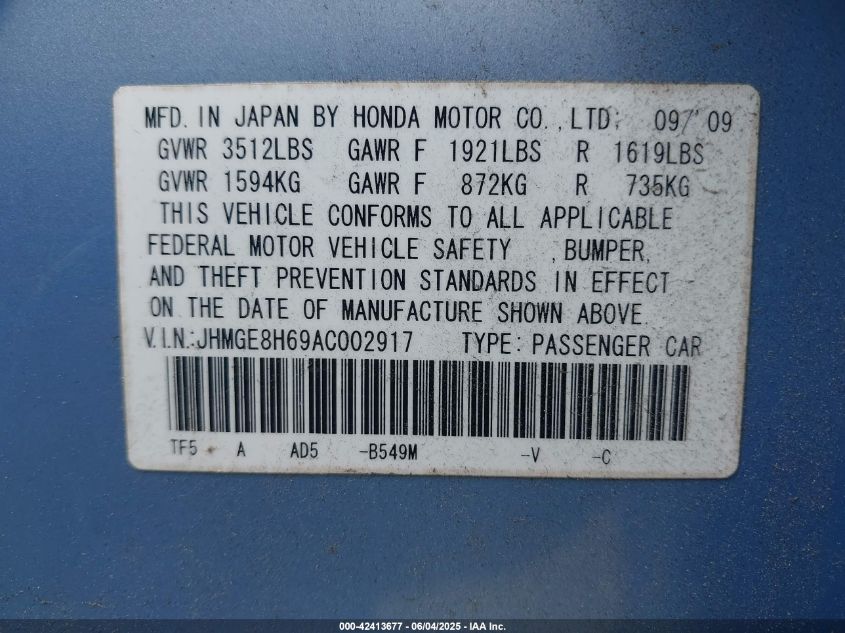 MFD. IN JAPAN BY HONDA MOTOR CO., LTD. 09/'09
GVWR 3512LBS GAWR F 1921LBS R 1619LBS
GVWR 1594KG GAWR F 872KG R 735KG
THIS VEHICLE CONFORMS TO ALL APPLICABLE
FEDERAL MOTOR VEHICLE SAFETY , BUMPER,
AND THEFT PREVENTION STANDARDS IN EFFECT
ON THE DATE OF MANUFACTURE SHOWN ABOVE.
V.I.N.:JHMGE8H69AC002917 TYPE:PASSENGER CAR
TF5 A AD5 -B549M -V -C
000-42413677 - 06/04/2025 - IAA Inc.